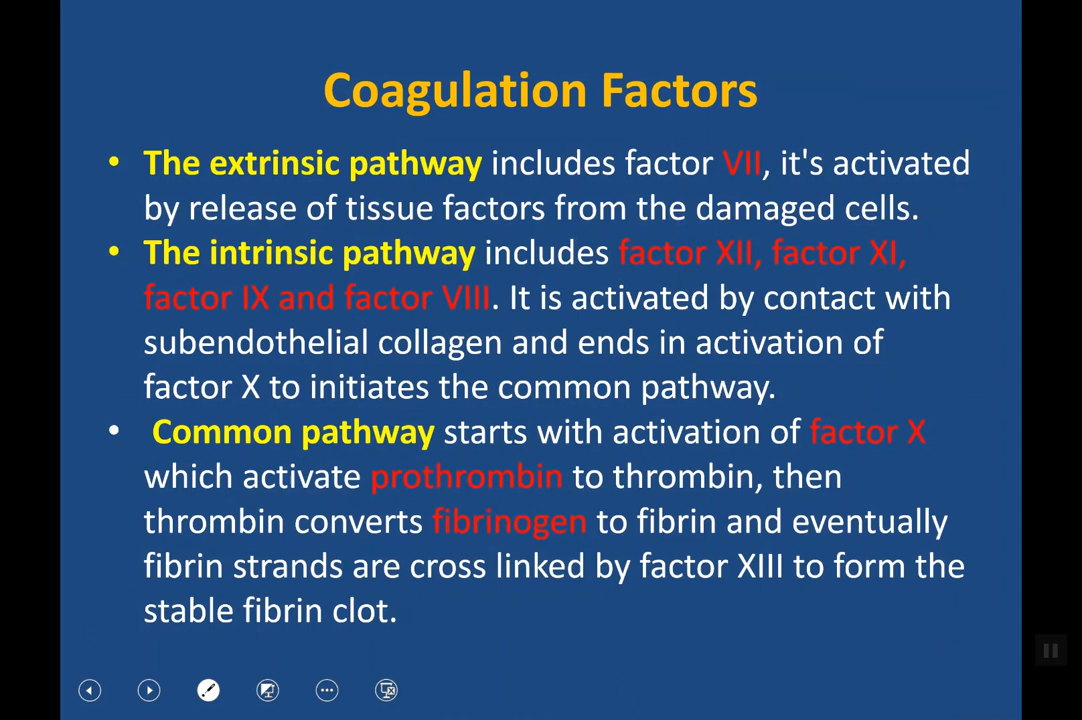 Coagulation Factors
• The extrinsic pathway includes factor VII, it's activated
by release of tissue factors from the damaged cells.
• The intrinsic pathway includes factor XII, factor XI,
factor IX and factor VIII. It is activated by contact with
subendothelial collagen and ends in activation of
factor X to initiates the common pathway.
• Common pathway starts with activation of factor X
which activate prothrombin to thrombin, then
thrombin converts fibrinogen to fibrin and eventually
fibrin strands are cross linked by factor XIII to form the
stable fibrin clot.